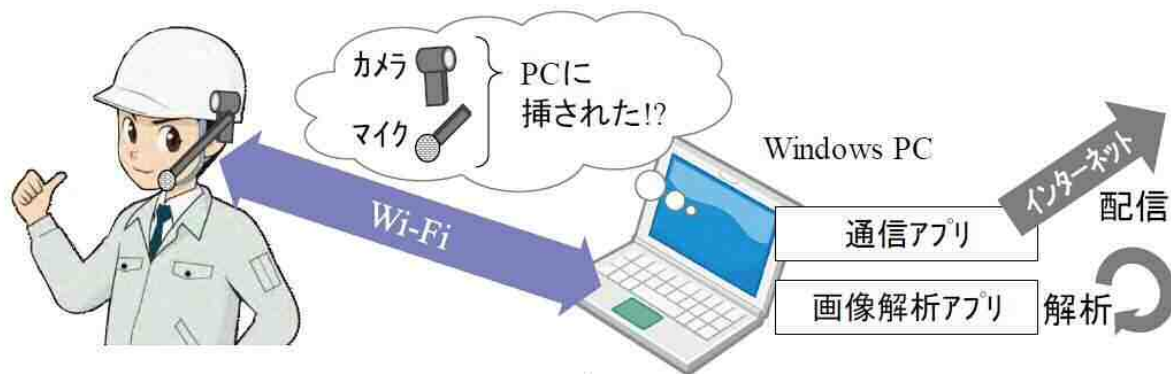 カメラ
マイク
PCに
挿された!?
Wi-Fi
Windows PC
インターネット
配信
通信アプリ
画像解析アプリ
解析